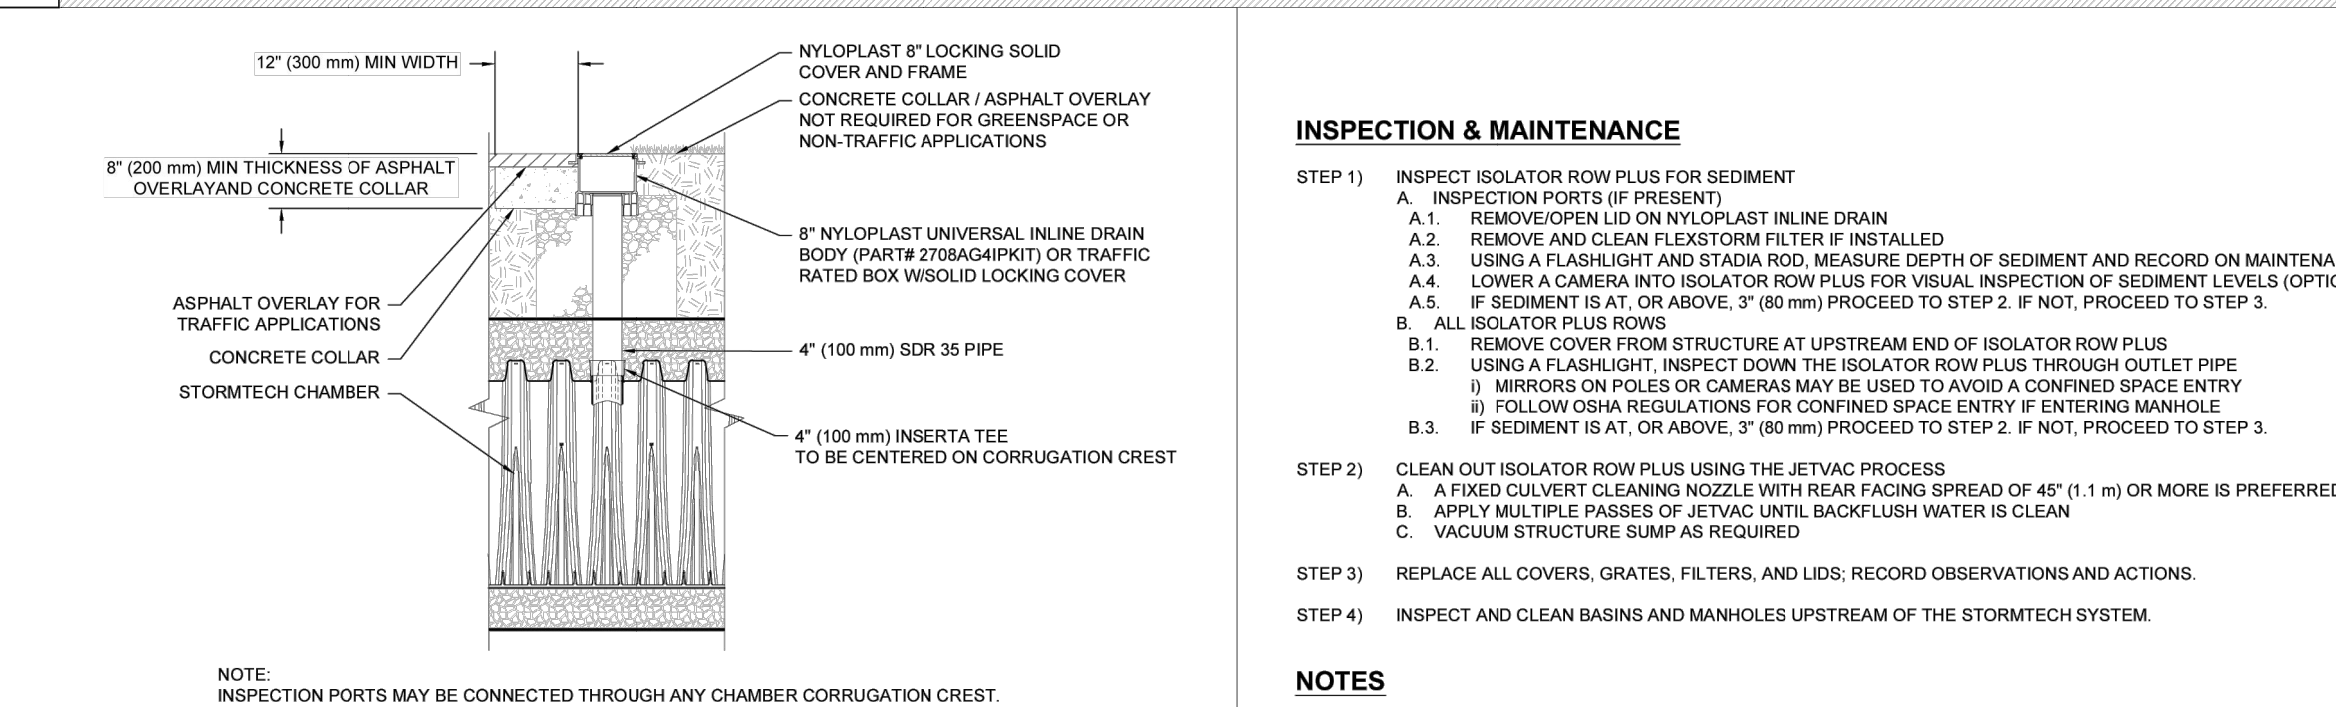 12" (300 mm) MIN WIDTH
8" (200 mm) MIN THICKNESS OF ASPHALT
OVERLAYAND CONCRETE COLLAR
ASPHALT OVERLAY FOR
TRAFFIC APPLICATIONS
CONCRETE COLLAR
STORMTECH CHAMBER
NYLOPLAST 8" LOCKING SOLID
COVER AND FRAME
CONCRETE COLLAR / ASPHALT OVERLAY
NOT REQUIRED FOR GREENSPACE OR
NON-TRAFFIC APPLICATIONS
8" NYLOPLAST UNIVERSAL INLINE DRAIN
BODY (PART# 2708AG4IPKIT) OR TRAFFIC
RATED BOX W/SOLID LOCKING COVER
4" (100 mm) SDR 35 PIPE
4" (100 mm) INSERTA TEE
TO BE CENTERED ON CORRUGATION CREST
NOTE:
INSPECTION PORTS MAY BE CONNECTED THROUGH ANY CHAMBER CORRUGATION CREST.
INSPECTION & MAINTENANCE
STEP 1) INSPECT ISOLATOR ROW PLUS FOR SEDIMENT
A. INSPECTION PORTS (IF PRESENT)
A.1. REMOVE/OPEN LID ON NYLOPLAST INLINE DRAIN
A.2. REMOVE AND CLEAN FLEXSTORM FILTER IF INSTALLED
A.3. USING A FLASHLIGHT AND STADIA ROD, MEASURE DEPTH OF SEDIMENT AND RECORD ON MAINTENA
A.4. LOWER A CAMERA INTO ISOLATOR ROW PLUS FOR VISUAL INSPECTION OF SEDIMENT LEVELS (OPTIO
A.5. IF SEDIMENT IS AT, OR ABOVE, 3" (80 mm) PROCEED TO STEP 2. IF NOT, PROCEED TO STEP 3.
B. ALL ISOLATOR PLUS ROWS
B.1. REMOVE COVER FROM STRUCTURE AT UPSTREAM END OF ISOLATOR ROW PLUS
B.2. USING A FLASHLIGHT, INSPECT DOWN THE ISOLATOR ROW PLUS THROUGH OUTLET PIPE
i) MIRRORS ON POLES OR CAMERAS MAY BE USED TO AVOID A CONFINED SPACE ENTRY
ii) FOLLOW OSHA REGULATIONS FOR CONFINED SPACE ENTRY IF ENTERING MANHOLE
B.3. IF SEDIMENT IS AT, OR ABOVE, 3" (80 mm) PROCEED TO STEP 2. IF NOT, PROCEED TO STEP 3.
STEP 2) CLEAN OUT ISOLATOR ROW PLUS USING THE JETVAC PROCESS
A. A FIXED CULVERT CLEANING NOZZLE WITH REAR FACING SPREAD OF 45" (1.1 m) OR MORE IS PREFERRED
B. APPLY MULTIPLE PASSES OF JETVAC UNTIL BACKFLUSH WATER IS CLEAN
C. VACUUM STRUCTURE SUMP AS REQUIRED
STEP 3) REPLACE ALL COVERS, GRATES, FILTERS, AND LIDS; RECORD OBSERVATIONS AND ACTIONS.
STEP 4) INSPECT AND CLEAN BASINS AND MANHOLES UPSTREAM OF THE STORMTECH SYSTEM.
NOTES